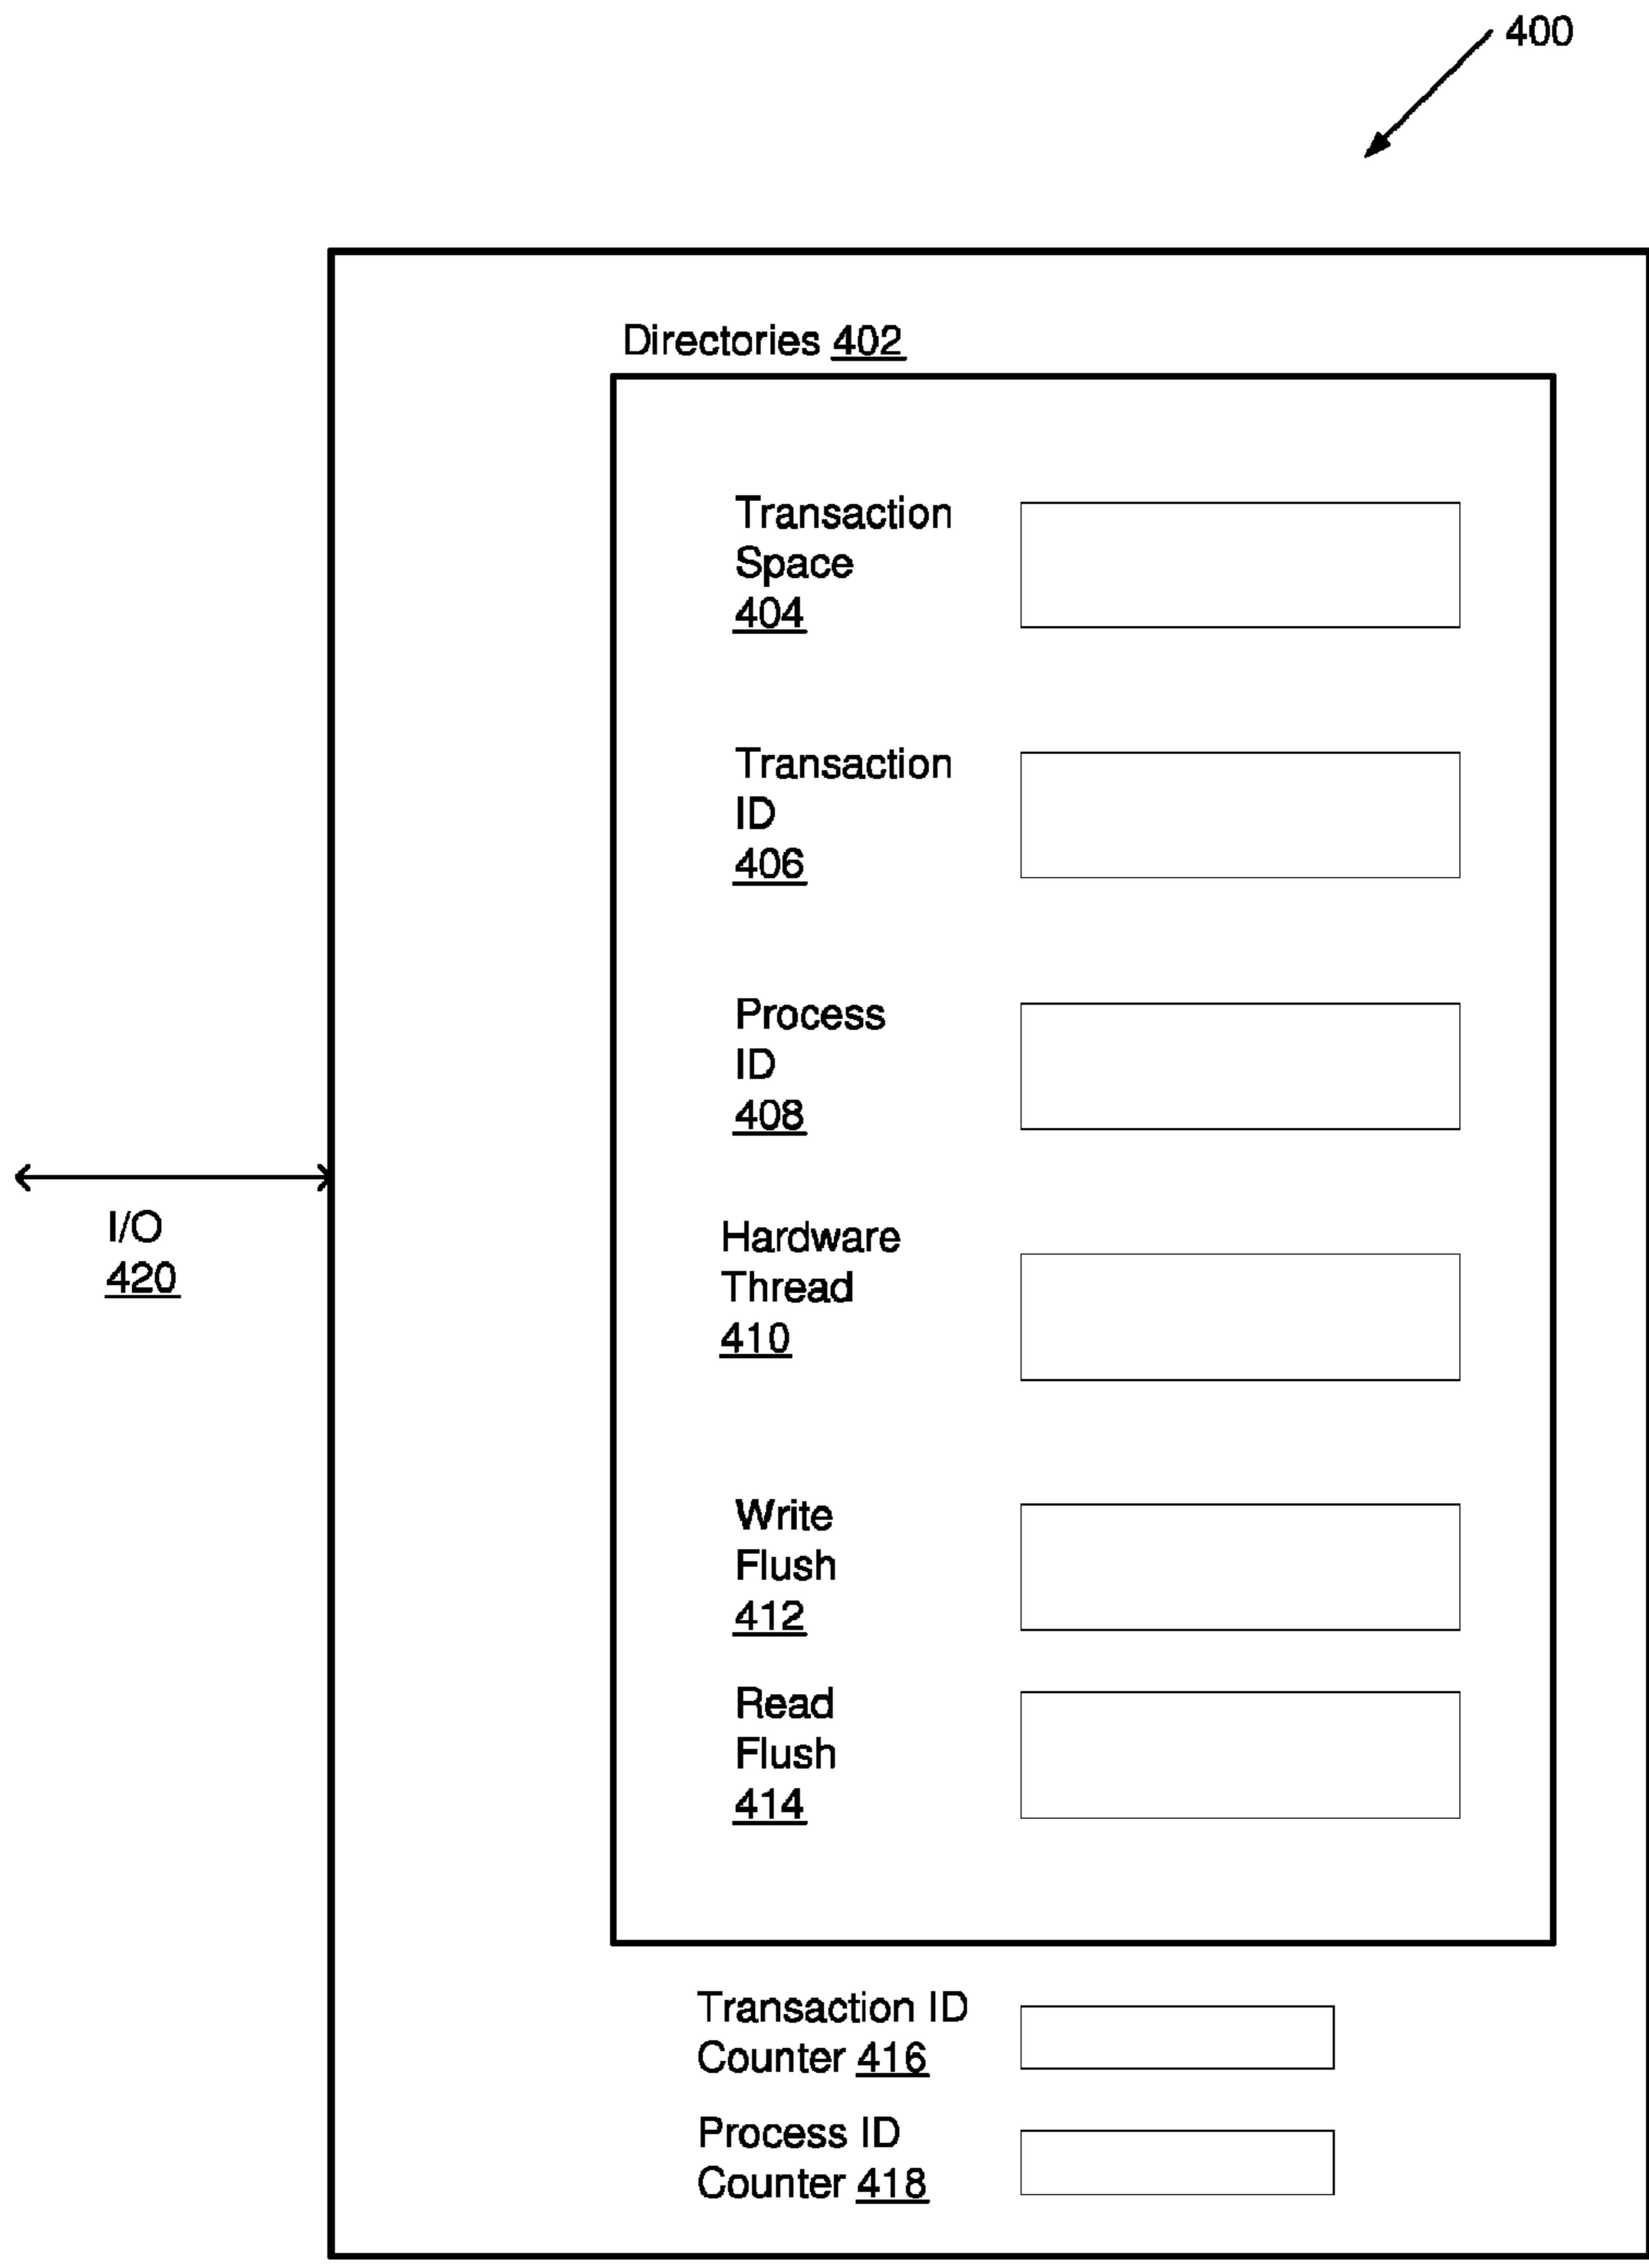 400
Directories 402
Transaction
Space
404
Transaction
ID
406
Process
ID
408
I/O
420
Hardware
Thread
410
Write
Flush
412
Read
Flush
414
Transaction ID
Counter 416
Process ID
Counter 418